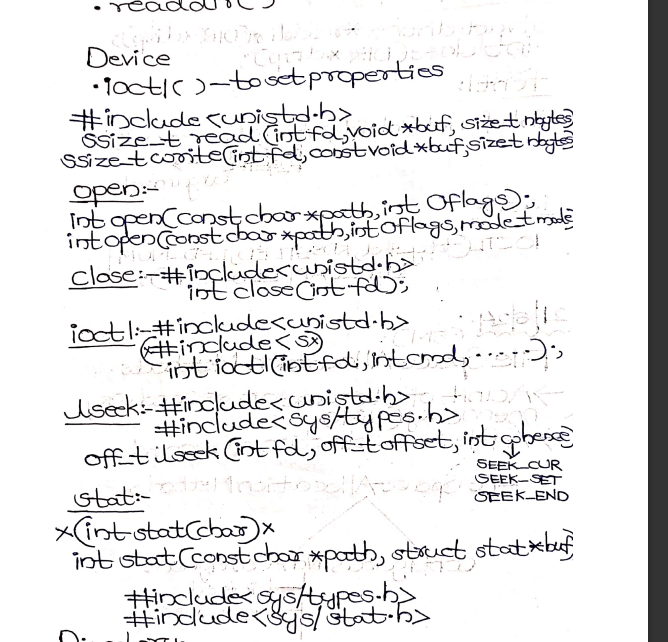 • readdir( )
Device
• ioctl( ) – to set properties
#include <unistd.h>
ssize_t read(int fd, void *buf, size_t nbytes)
ssize_t write(int fd, const void *buf, size_t nbytes)
open:-
int open(const char *path, int Oflags);
int open(const char *path, int Oflags, mode_t mode)
close:- #include<unistd.h>
int close(int fd);
ioctl:- #include<unistd.h>
(x#include < sx)
int ioctl(int fd, int cmd, ......);
lseek:- #include<unistd.h>
#include<sys/types.h>
off_t lseek (int fd, off_t offset, int whence)
SEEK_CUR
SEEK_SET
SEEK_END
stat:-
x(int stat(char)x
int stat(const char *path, struct stat *buf)
#include<sys/types.h>
#include<sys/stat.h>